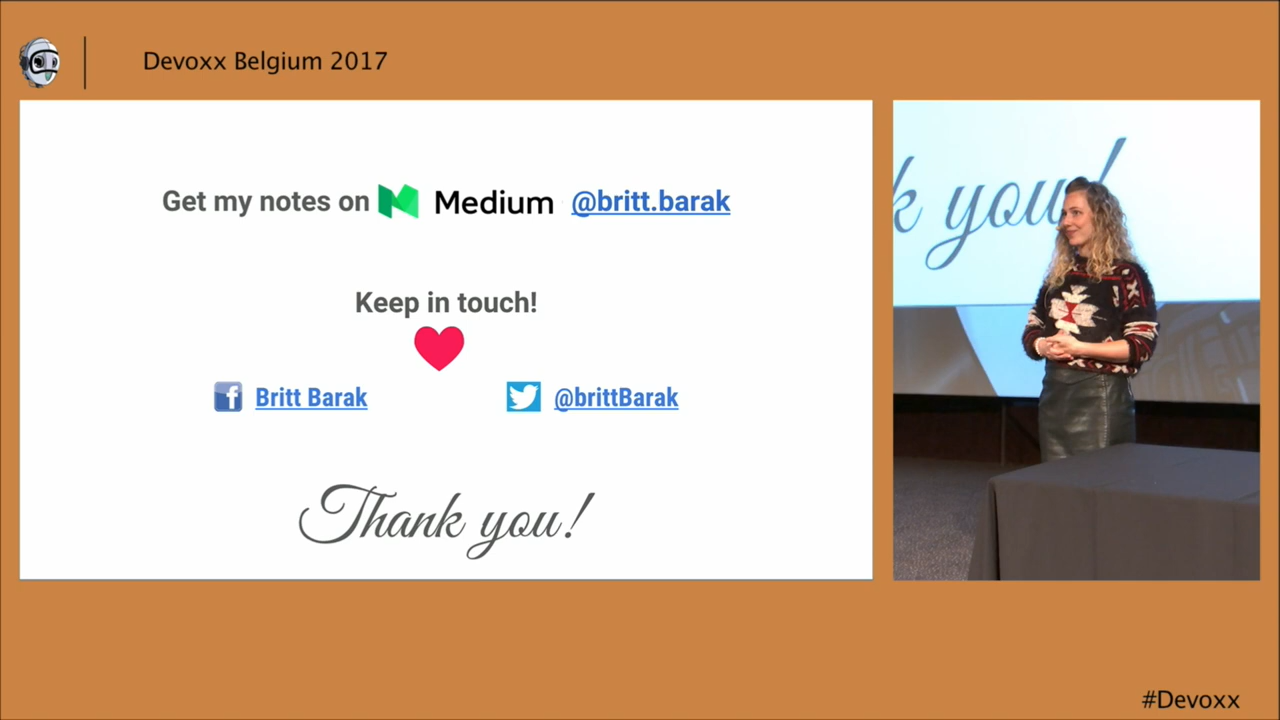 Devoxx Belgium 2017
Get my notes on Medium @britt.barak
Keep in touch!
Britt Barak @brittBarak
Thank you!
k you!
#Devoxx